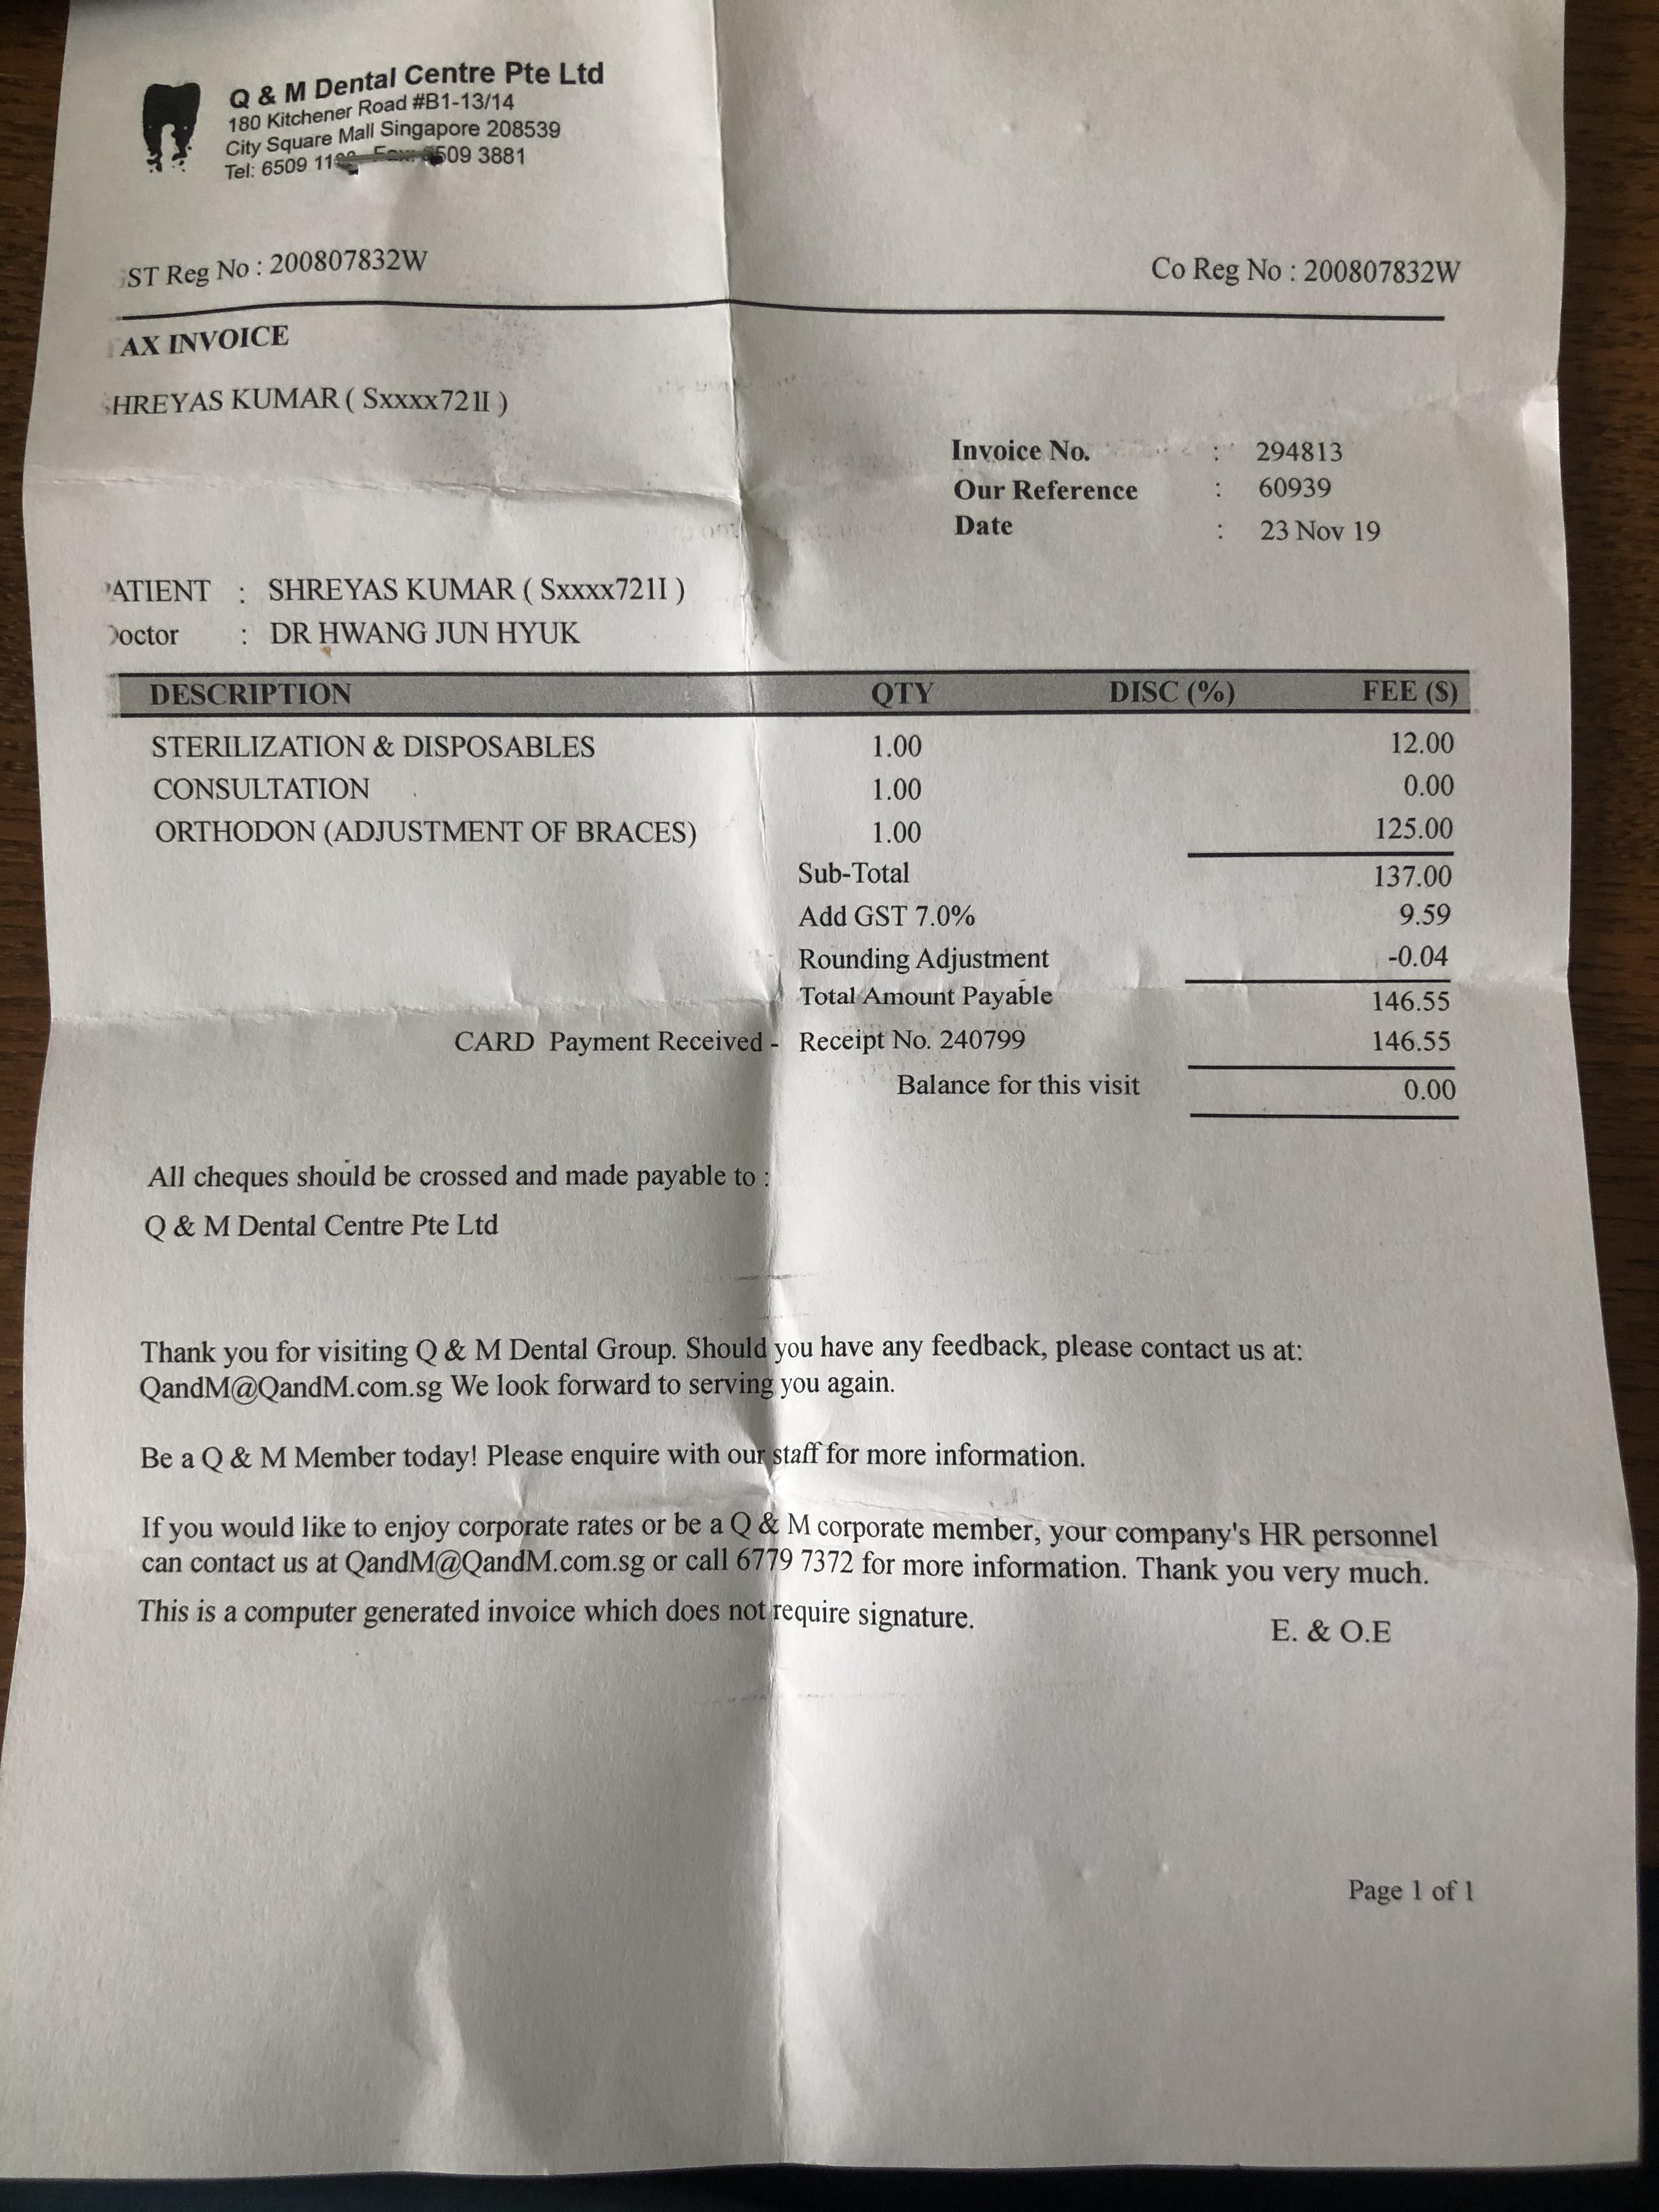 Q & M Dental Centre Pte Ltd
180 Kitchener Road #B1-13/14
City Square Mall Singapore 208539
Tel: 6509 509 3881
ST Reg No : 200807832W
Co Reg No : 200807832W
AX INVOICE
HREYAS KUMAR ( Sxxxx721I )
Invoice No. : 294813
Our Reference : 60939
Date : 23 Nov 19
ATIENT : SHREYAS KUMAR ( Sxxxx721I )
octor : DR HWANG JUN HYUK
DESCRIPTION QTY DISC (%) FEE ($)
STERILIZATION & DISPOSABLES 1.00 12.00
CONSULTATION 1.00 0.00
ORTHODON (ADJUSTMENT OF BRACES) 1.00 125.00
Sub-Total 137.00
Add GST 7.0% 9.59
Rounding Adjustment -0.04
Total Amount Payable 146.55
CARD Payment Received - Receipt No. 240799 146.55
Balance for this visit 0.00
All cheques should be crossed and made payable to :
Q & M Dental Centre Pte Ltd
Thank you for visiting Q & M Dental Group. Should you have any feedback, please contact us at:
QandM@QandM.com.sg We look forward to serving you again.
Be a Q & M Member today! Please enquire with our staff for more information.
If you would like to enjoy corporate rates or be a Q & M corporate member, your company's HR personnel
can contact us at QandM@QandM.com.sg or call 6779 7372 for more information. Thank you very much.
This is a computer generated invoice which does not require signature.
E. & O.E
Page 1 of 1